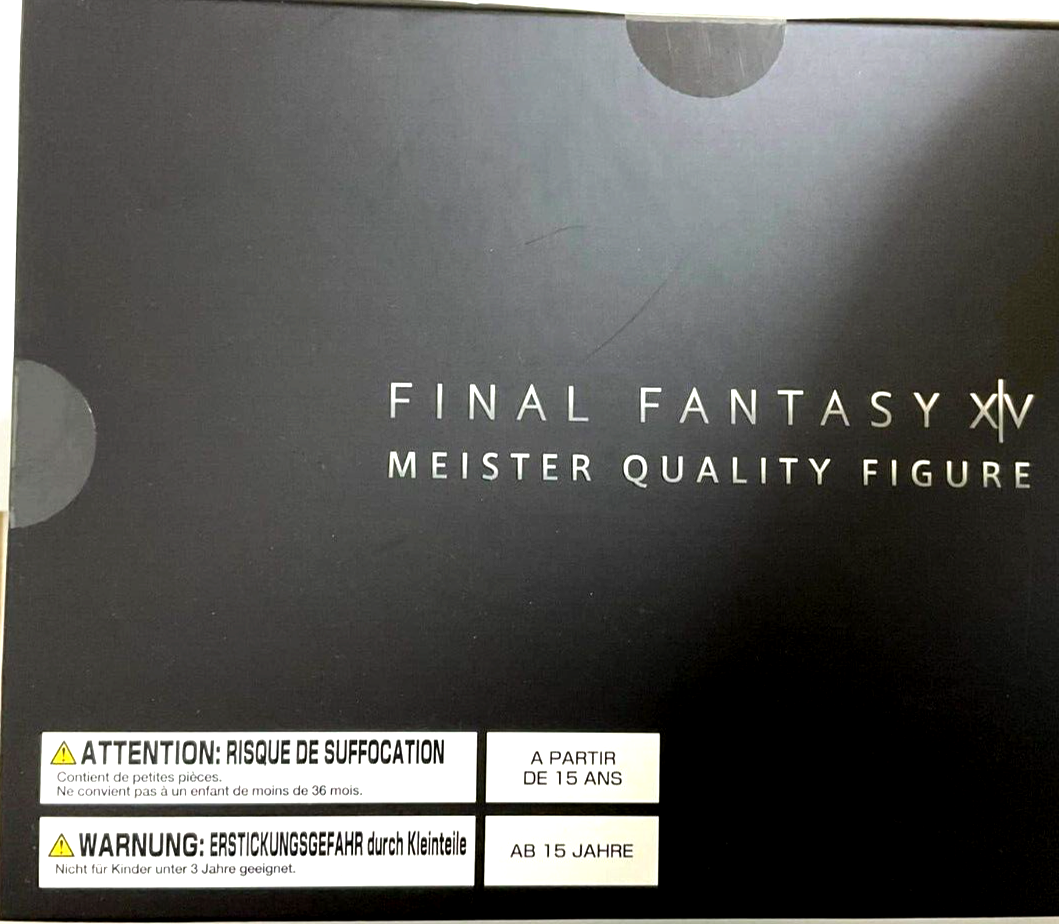 FINAL FANTASY XIV
MEISTER QUALITY FIGURE
ATTENTION: RISQUE DE SUFFOCATION
Contient de petites pièces.
Ne convient pas à un enfant de moins de 36 mois.
A PARTIR
DE 15 ANS
WARNUNG: ERSTICKUNGSGEFAHR durch Kleinteile
Nicht für Kinder unter 3 Jahre geeignet.
AB 15 JAHRE